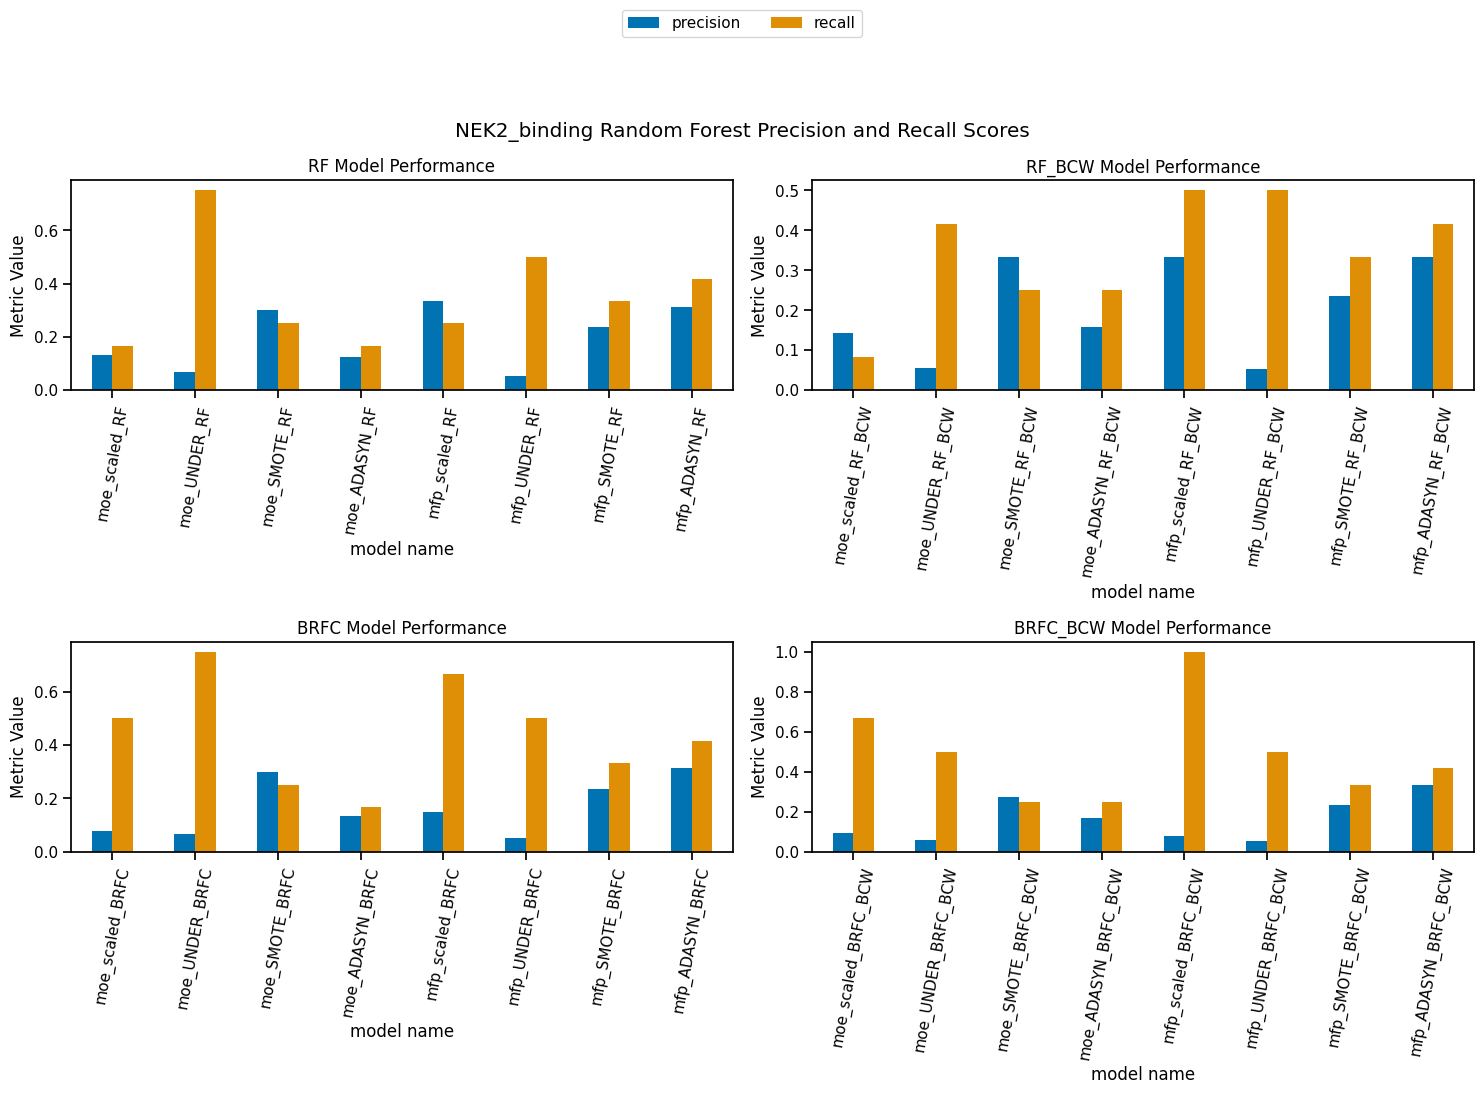 precision recall
NEK2_binding Random Forest Precision and Recall Scores
RF Model Performance
Metric Value
0.6
0.4
0.2
0.0
moe_scaled_RF
moe_UNDER_RF
moe_SMOTE_RF
moe_ADASYN_RF
mfp_scaled_RF
mfp_UNDER_RF
mfp_SMOTE_RF
mfp_ADASYN_RF
model name
RF_BCW Model Performance
Metric Value
0.5
0.4
0.3
0.2
0.1
0.0
moe_scaled_RF_BCW
moe_UNDER_RF_BCW
moe_SMOTE_RF_BCW
moe_ADASYN_RF_BCW
mfp_scaled_RF_BCW
mfp_UNDER_RF_BCW
mfp_SMOTE_RF_BCW
mfp_ADASYN_RF_BCW
model name
BRFC Model Performance
Metric Value
0.6
0.4
0.2
0.0
moe_scaled_BRFC
moe_UNDER_BRFC
moe_SMOTE_BRFC
moe_ADASYN_BRFC
mfp_scaled_BRFC
mfp_UNDER_BRFC
mfp_SMOTE_BRFC
mfp_ADASYN_BRFC
model name
BRFC_BCW Model Performance
Metric Value
1.0
0.8
0.6
0.4
0.2
0.0
moe_scaled_BRFC_BCW
moe_UNDER_BRFC_BCW
moe_SMOTE_BRFC_BCW
moe_ADASYN_BRFC_BCW
mfp_scaled_BRFC_BCW
mfp_UNDER_BRFC_BCW
mfp_SMOTE_BRFC_BCW
mfp_ADASYN_BRFC_BCW
model name